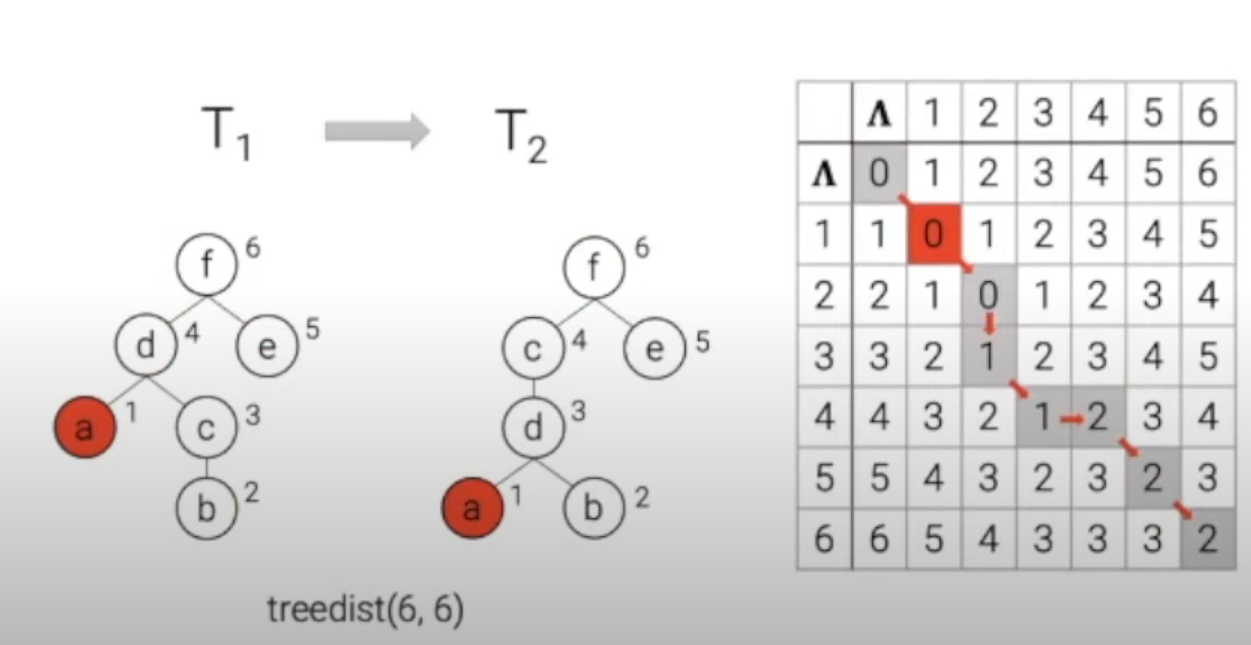 T₁ T₂
f 6
d 4 e 5
a 1 c 3
b 2
f 6
c 4 e 5
d 3
a 1 b 2
treedist(6, 6)
Λ 1 2 3 4 5 6
Λ 0 1 2 3 4 5 6
1 1 0 1 2 3 4 5
2 2 1 0 1 2 3 4
3 3 2 1 2 3 4 5
4 4 3 2 1 2 3 4
5 5 4 3 2 3 2 3
6 6 5 4 3 3 3 2